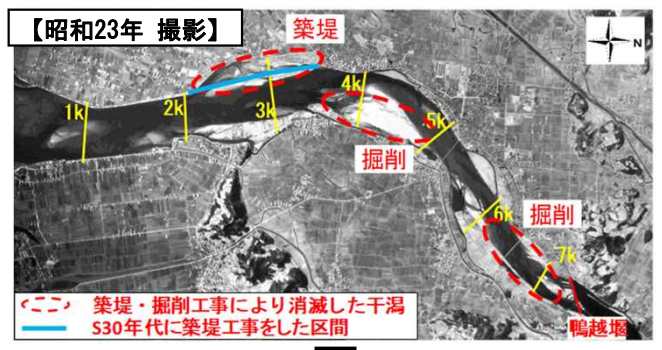 【昭和23年 撮影】
築堤
N
1k
2k
3k
4k
5k
掘削
6k
掘削
7k
築堤・掘削工事により消滅した干潟
S30年代に築堤工事をした区間
鴨越堰